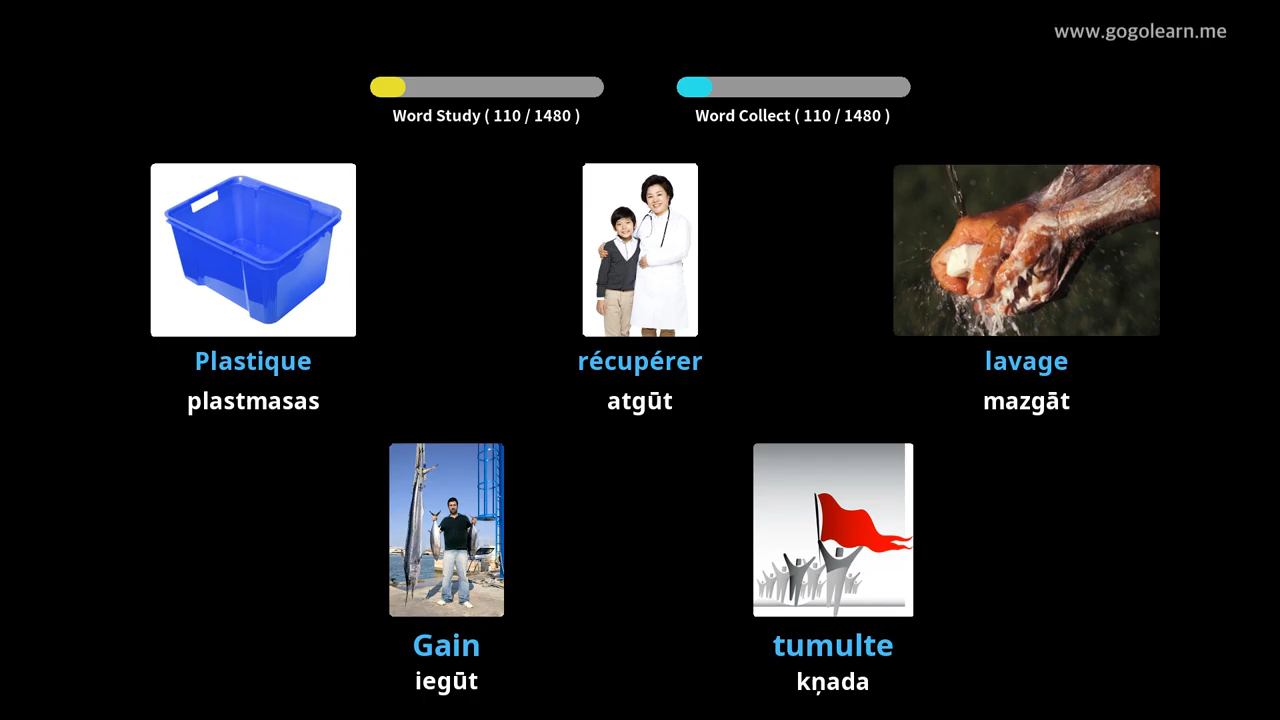 www.gogolearn.me
Word Study ( 110 / 1480 )
Word Collect ( 110 / 1480 )
Plastique
plastmasas
récupérer
atgūt
lavage
mazgāt
Gain
iegūt
tumulte
kņada